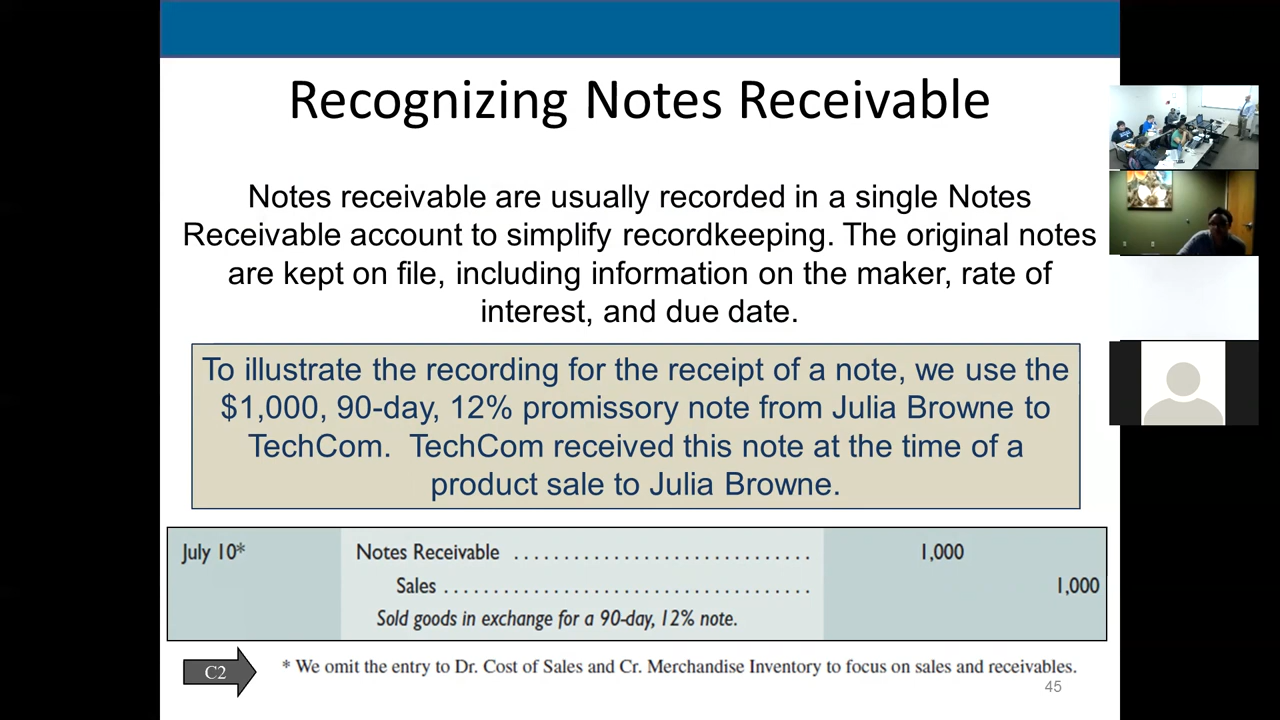 Recognizing Notes Receivable
Notes receivable are usually recorded in a single Notes
Receivable account to simplify recordkeeping. The original notes
are kept on file, including information on the maker, rate of
interest, and due date.
To illustrate the recording for the receipt of a note, we use the
$1,000, 90-day, 12% promissory note from Julia Browne to
TechCom.  TechCom received this note at the time of a
product sale to Julia Browne.
July 10* Notes Receivable .............................. 1,000
Sales ..................................... 1,000
Sold goods in exchange for a 90-day, 12% note.
C2 * We omit the entry to Dr. Cost of Sales and Cr. Merchandise Inventory to focus on sales and receivables.
45